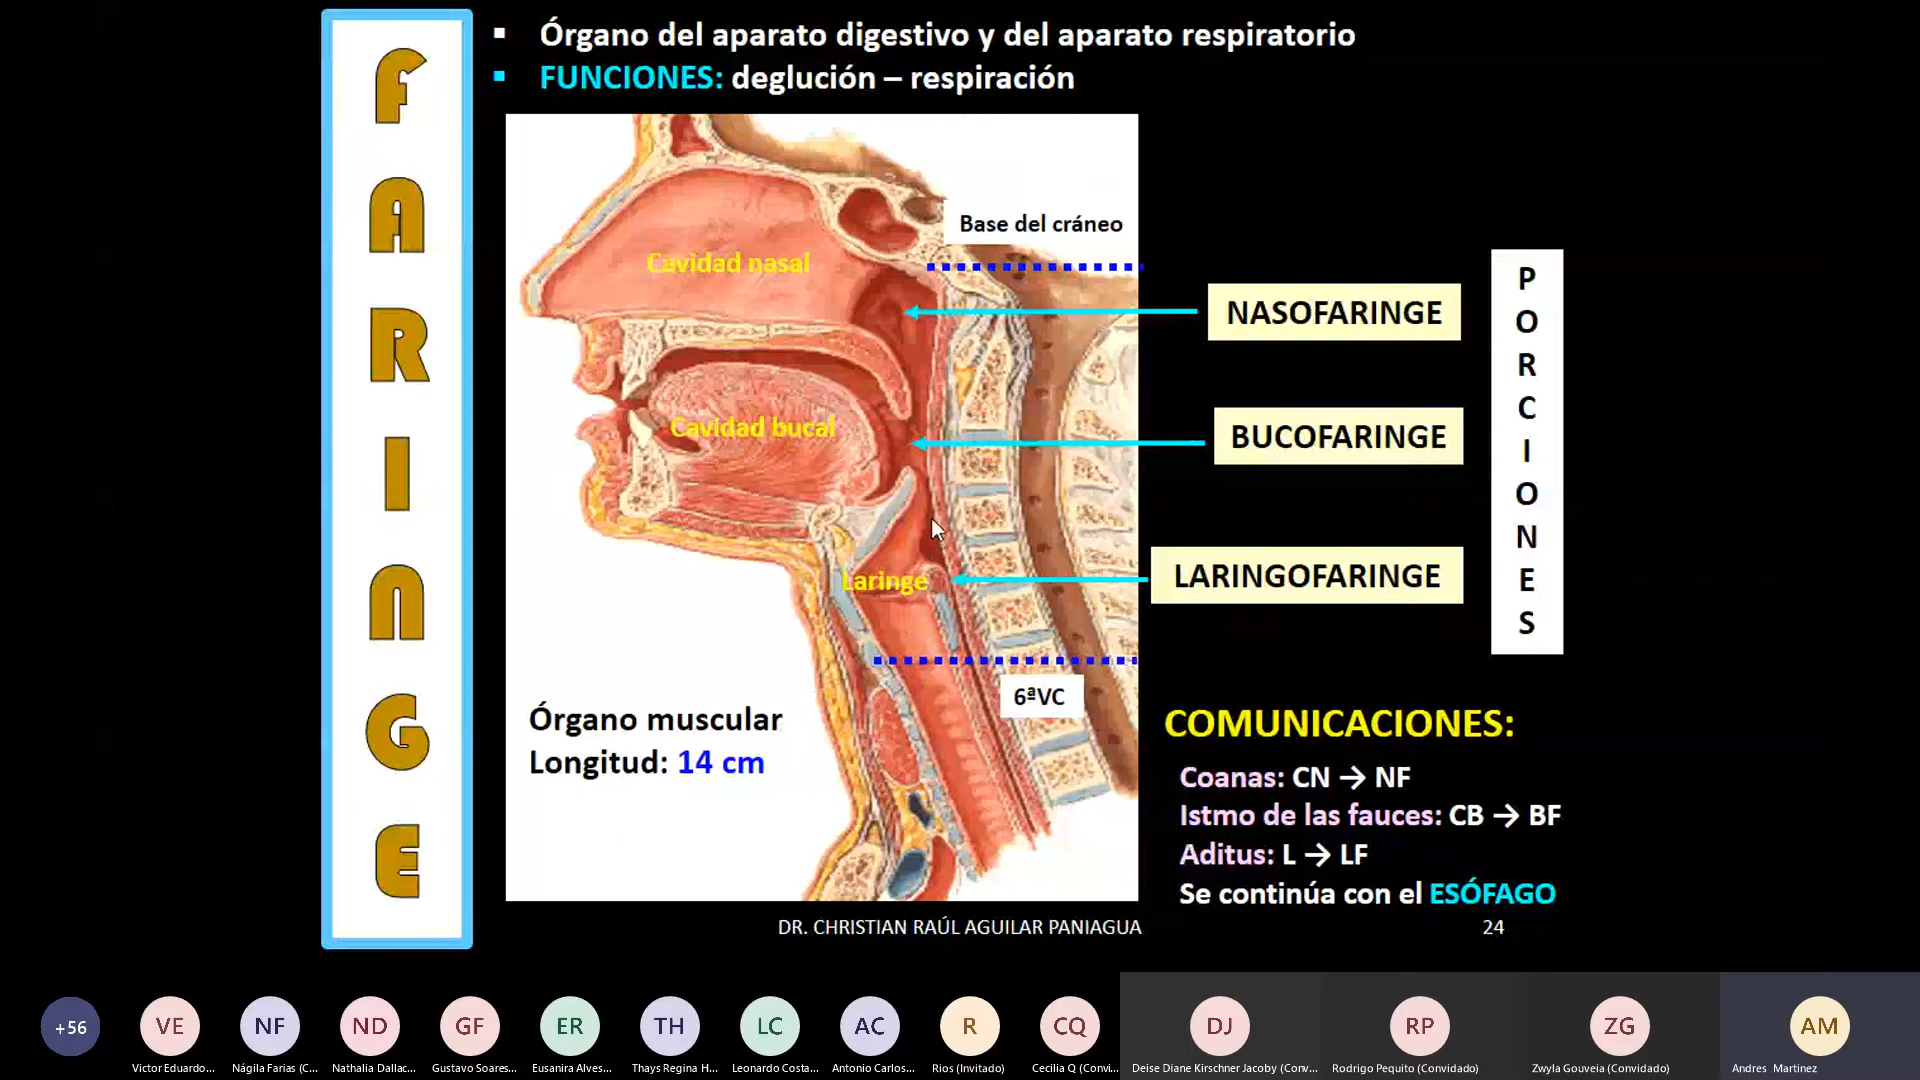 FARINGE
Órgano del aparato digestivo y del aparato respiratorio
FUNCIONES: deglución – respiración
Base del cráneo
Cavidad nasal
NASOFARINGE
Cavidad bucal
BUCOFARINGE
Laringe
LARINGOFARINGE
PORCIONES
6ªVC
Órgano muscular
Longitud: 14 cm
COMUNICACIONES:
Coanas: CN → NF
Istmo de las fauces: CB → BF
Aditus: L → LF
Se continúa con el ESÓFAGO
DR. CHRISTIAN RAÚL AGUILAR PANIAGUA
24
+56
VE
NF
ND
GF
ER
TH
LC
AC
R
CQ
DJ
RP
ZG
AM
Victor Eduardo...
Nágila Farias (C...
Nathalia Dallac...
Gustavo Soares...
Eusanira Alves...
Thays Regina H...
Leonardo Costa...
Antonio Carlos...
Rios (Invitado)
Cecilia Q (Convi...
Deise Diane Kirschner Jacoby (Conv...
Rodrigo Pequito (Convidado)
Zwyla Gouveia (Convidado)
Andres Martinez